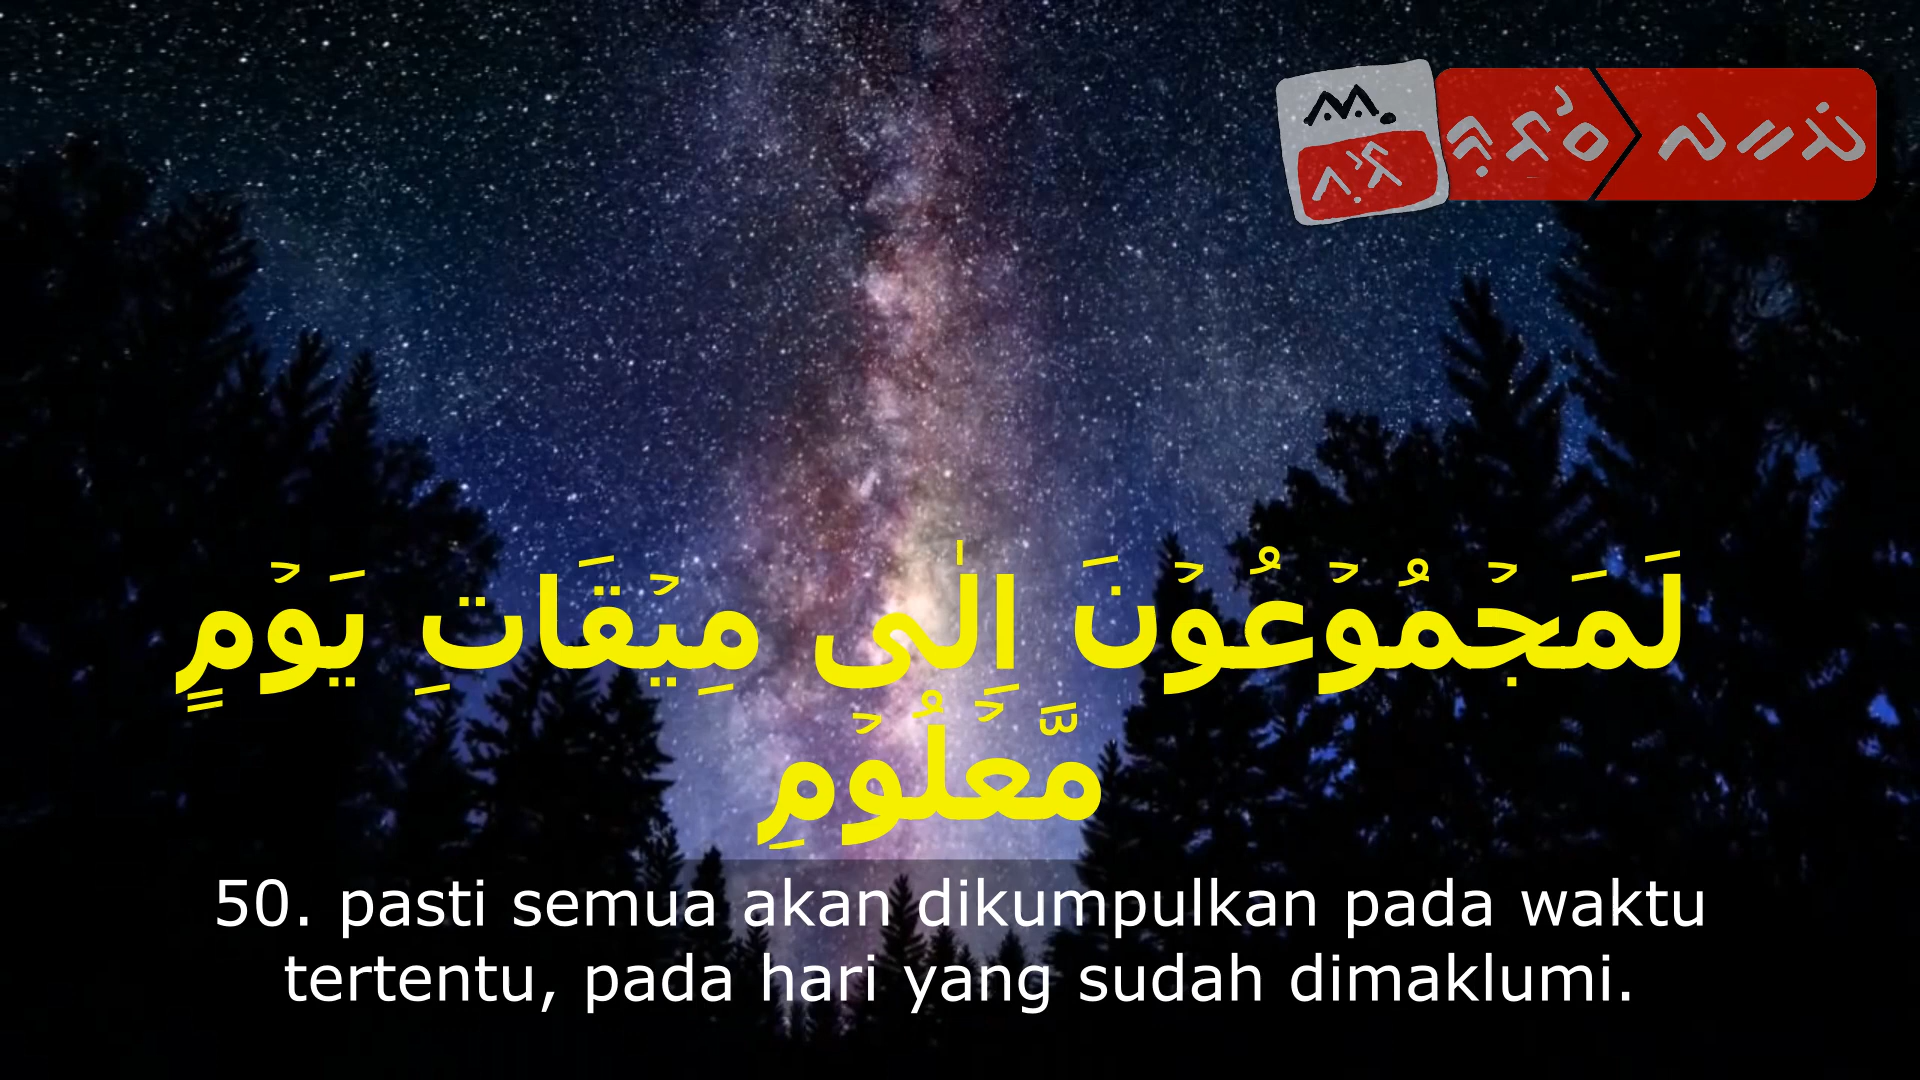 لَمَجۡمُوۡعُوۡنَ اِلٰى مِيۡقَاتِ يَوۡمٍ
مَّعۡلُوۡمٍ
50. pasti semua akan dikumpulkan pada waktu
tertentu, pada hari yang sudah dimaklumi.